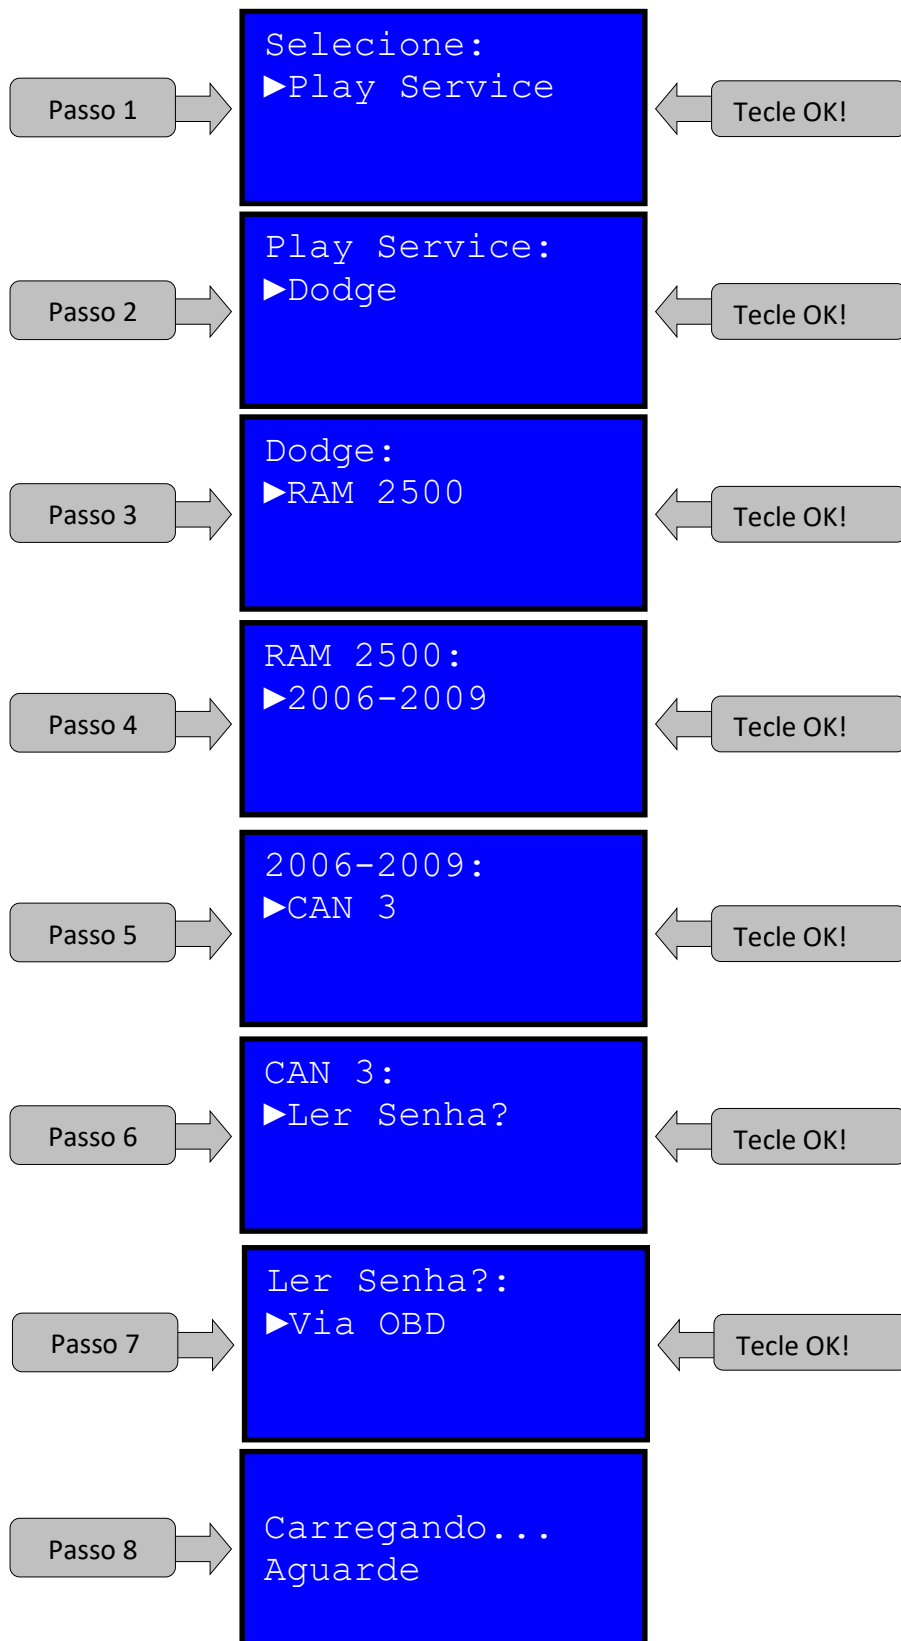 Passo 1
Selecione:
►Play Service
Tecle OK!
Passo 2
Play Service:
►Dodge
Tecle OK!
Passo 3
Dodge:
►RAM 2500
Tecle OK!
Passo 4
RAM 2500:
►2006-2009
Tecle OK!
Passo 5
2006-2009:
►CAN 3
Tecle OK!
Passo 6
CAN 3:
►Ler Senha?
Tecle OK!
Passo 7
Ler Senha?:
►Via OBD
Tecle OK!
Passo 8
Carregando...
Aguarde